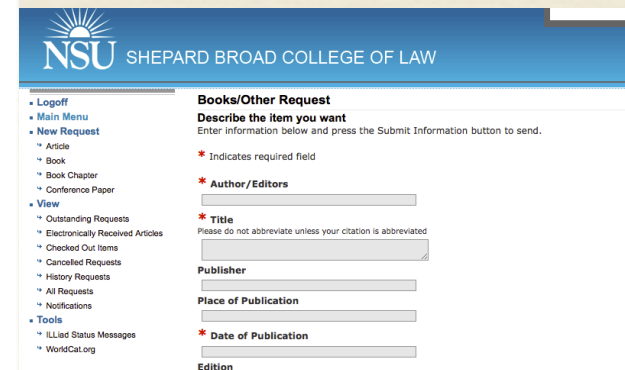 NSU SHEPARD BROAD COLLEGE OF LAW
Logoff
Main Menu
New Request
Article
Book
Book Chapter
Conference Paper
View
Outstanding Requests
Electronically Received Articles
Checked Out Items
Cancelled Requests
History Requests
All Requests
Notifications
Tools
ILLiad Status Messages
WorldCat.org
Books/Other Request
Describe the item you want
Enter information below and press the Submit Information button to send.
* Indicates required field
* Author/Editors
* Title
Please do not abbreviate unless your citation is abbreviated
Publisher
Place of Publication
* Date of Publication
Edition